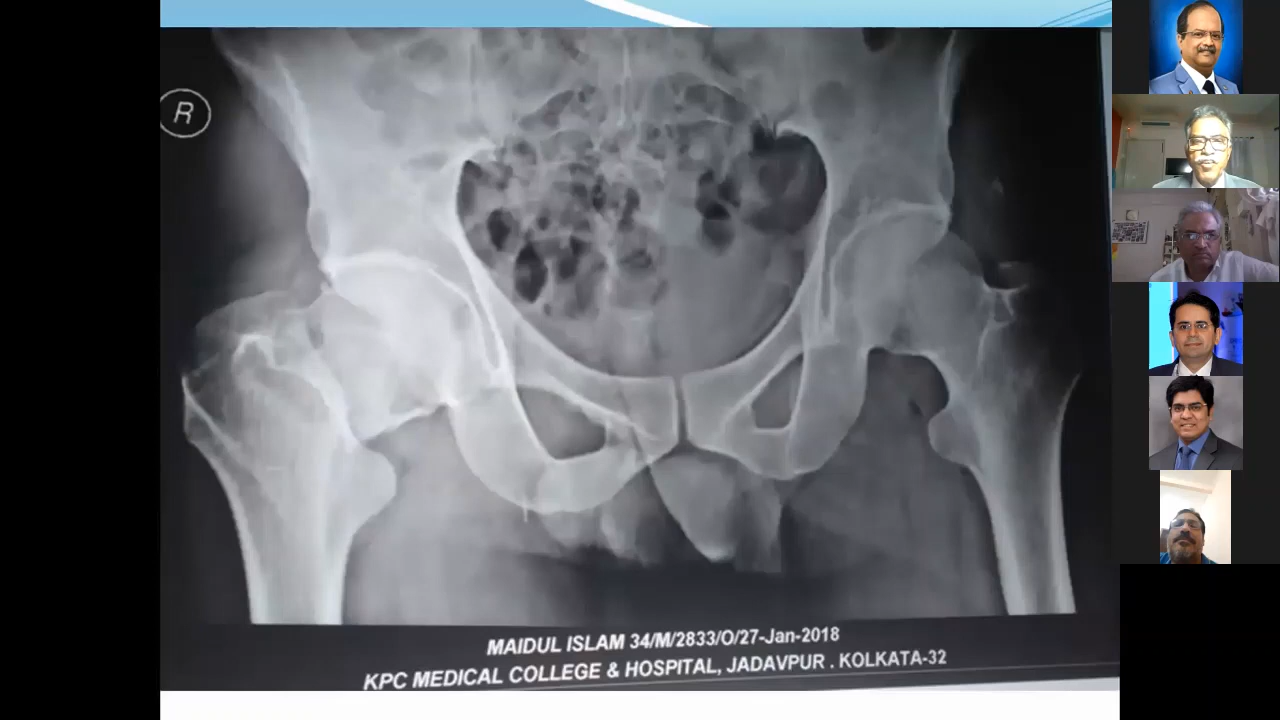 R
MAIDUL ISLAM 34/M/2833/O/27-Jan-2018
KPC MEDICAL COLLEGE & HOSPITAL, JADAVPUR . KOLKATA-32